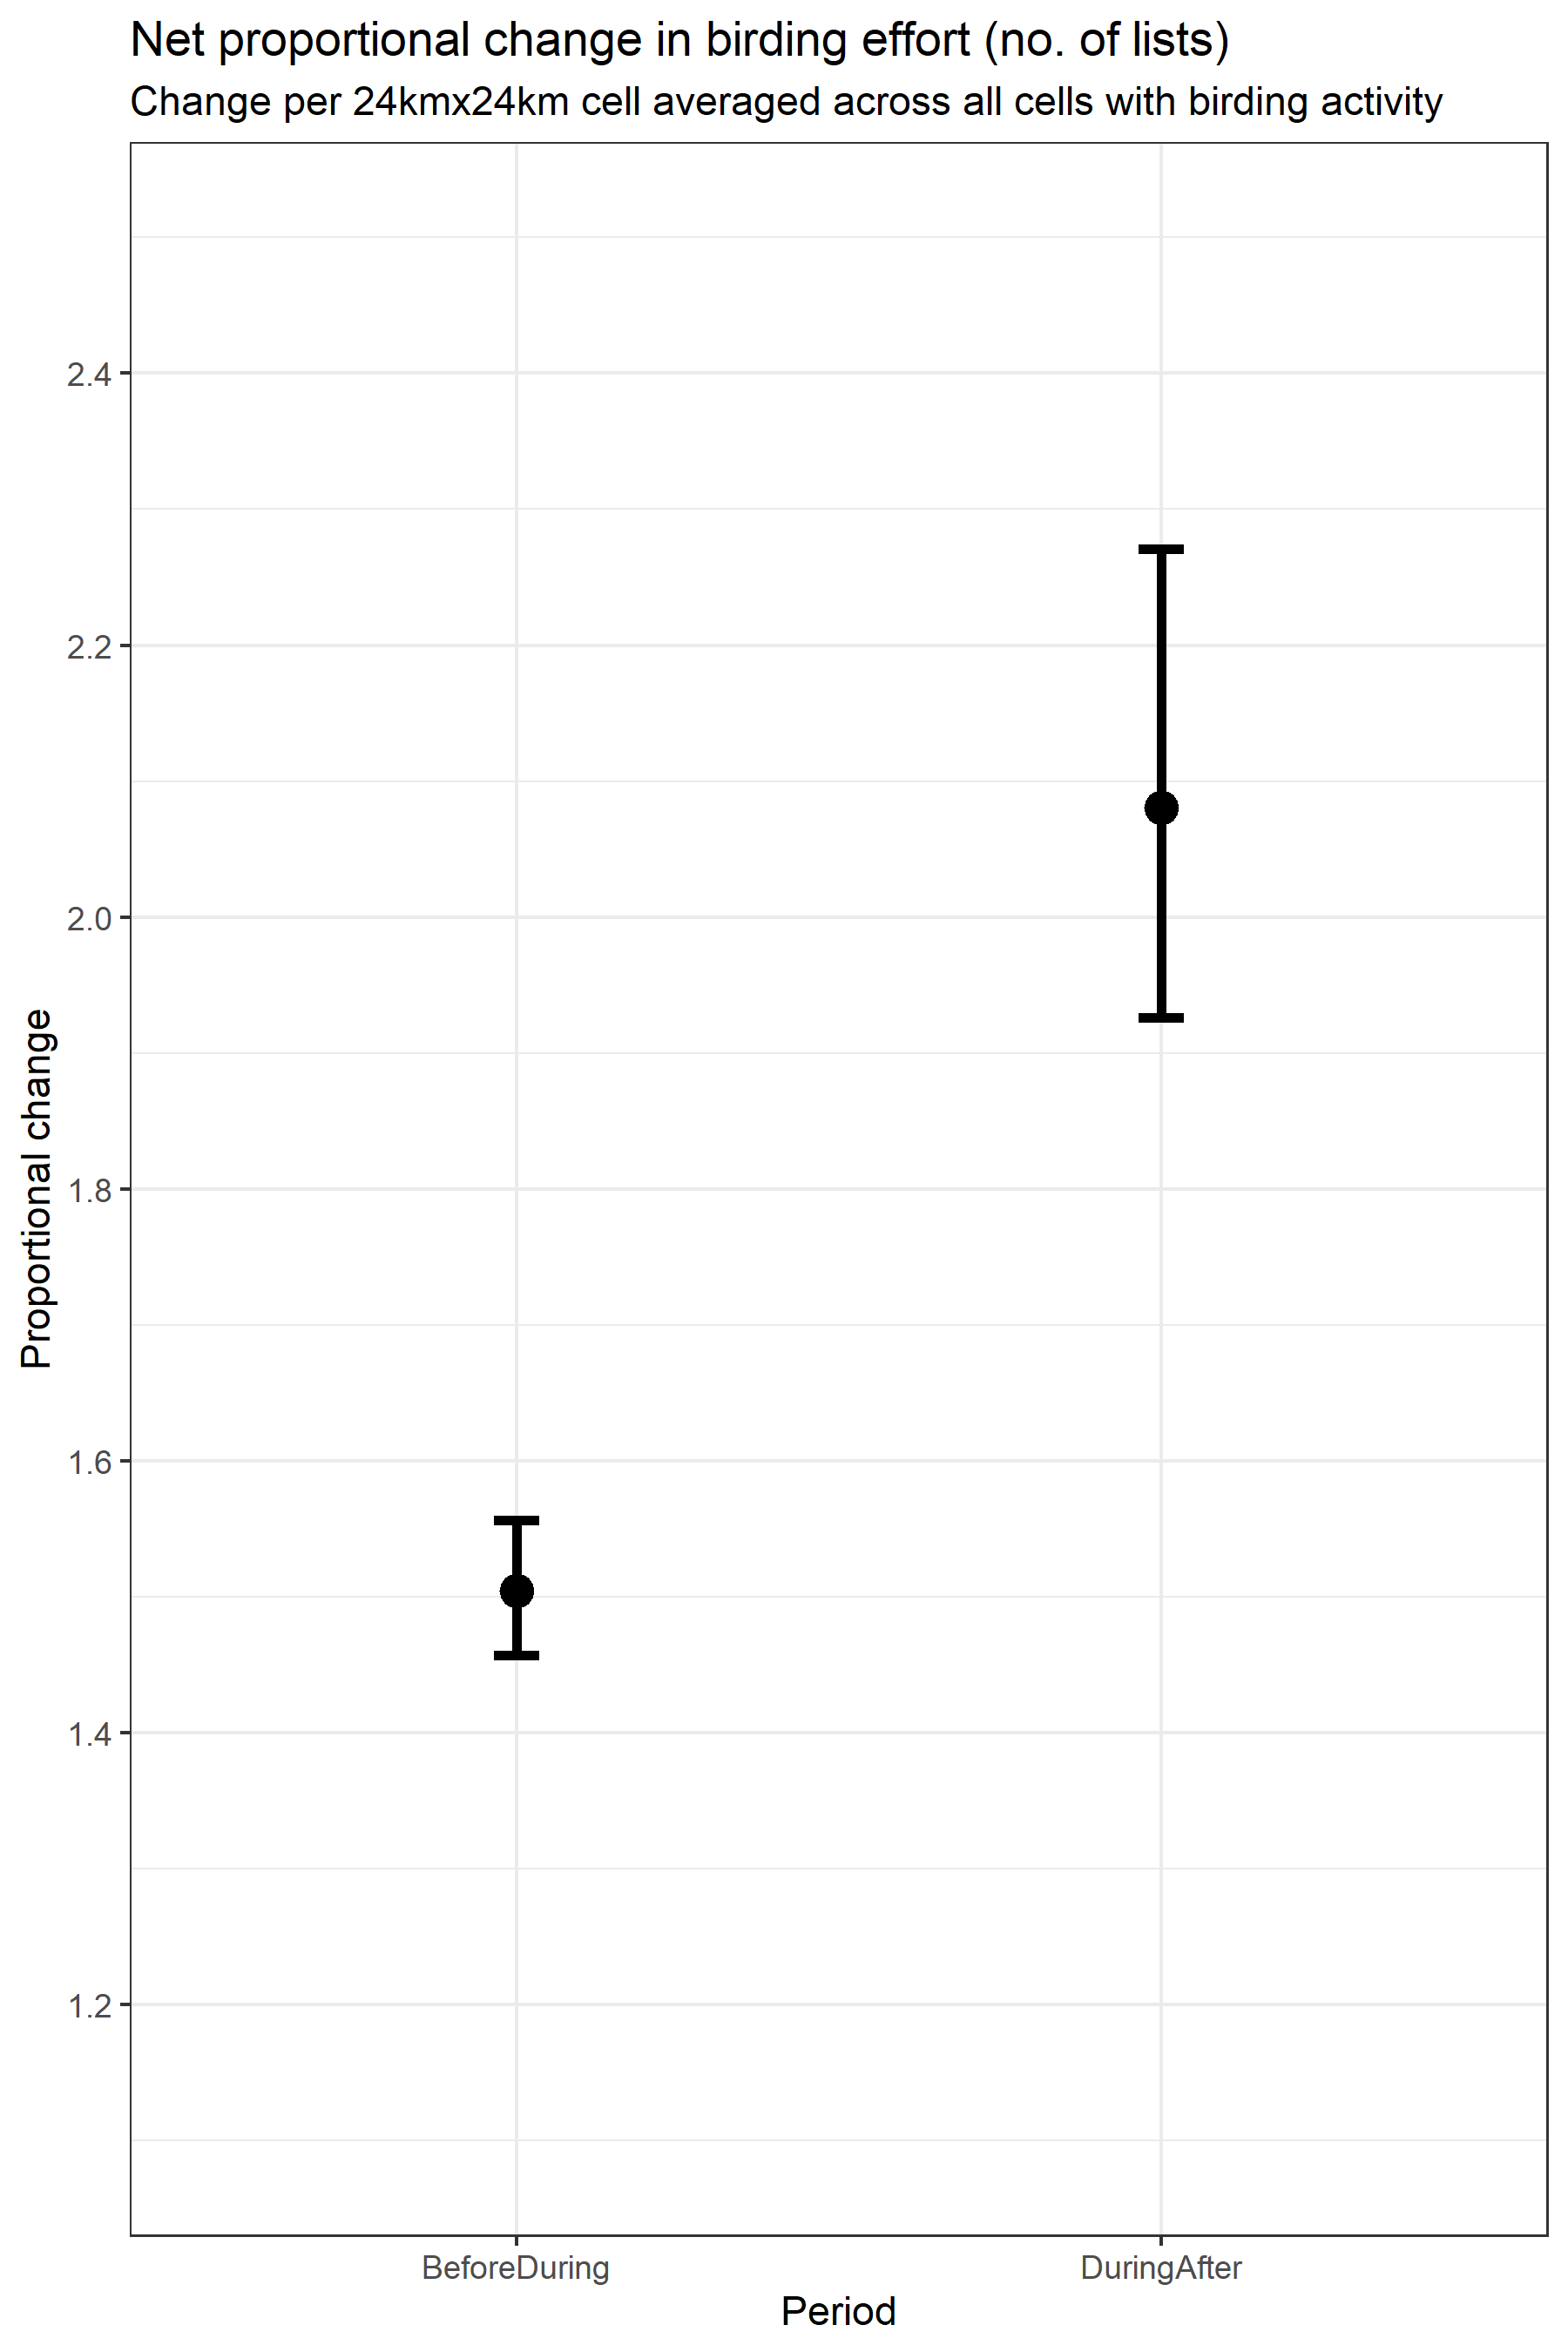 Net proportional change in birding effort (no. of lists)
Change per 24kmx24km cell averaged across all cells with birding activity
Proportional change
2.4
2.2
2.0
1.8
1.6
1.4
1.2
BeforeDuring
DuringAfter
Period